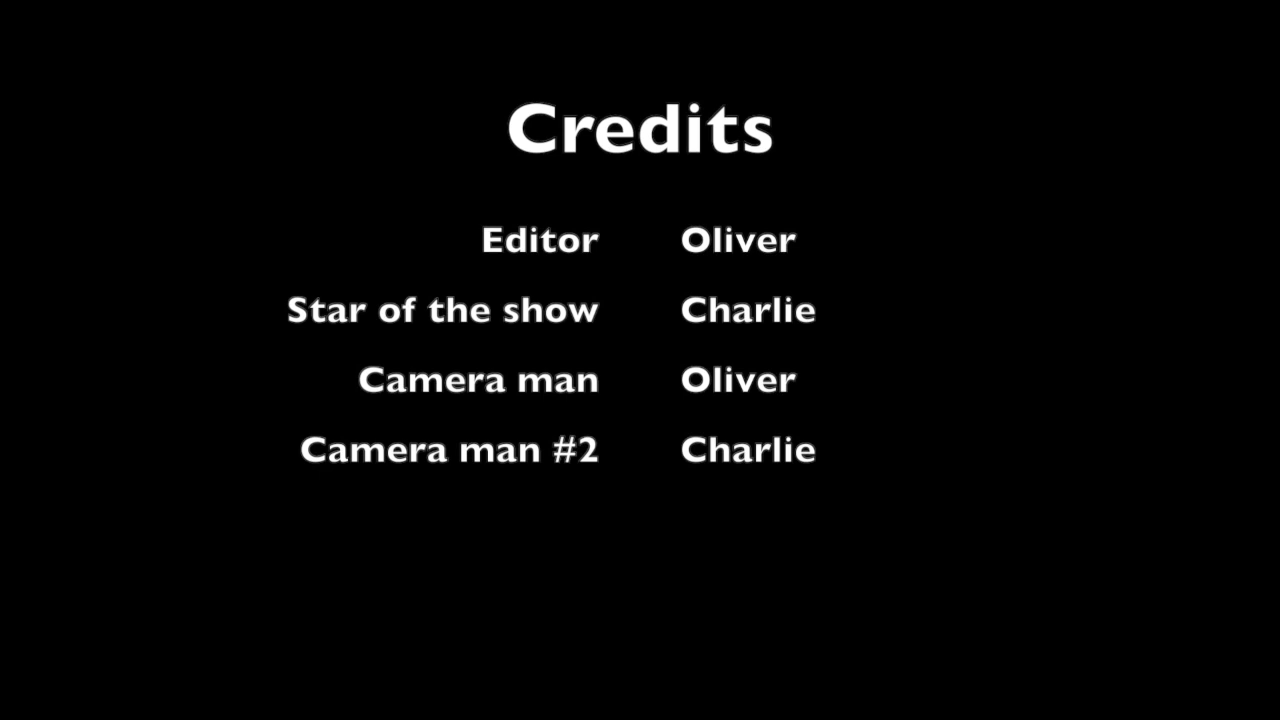 Credits
Editor Oliver
Star of the show Charlie
Camera man Oliver
Camera man #2 Charlie